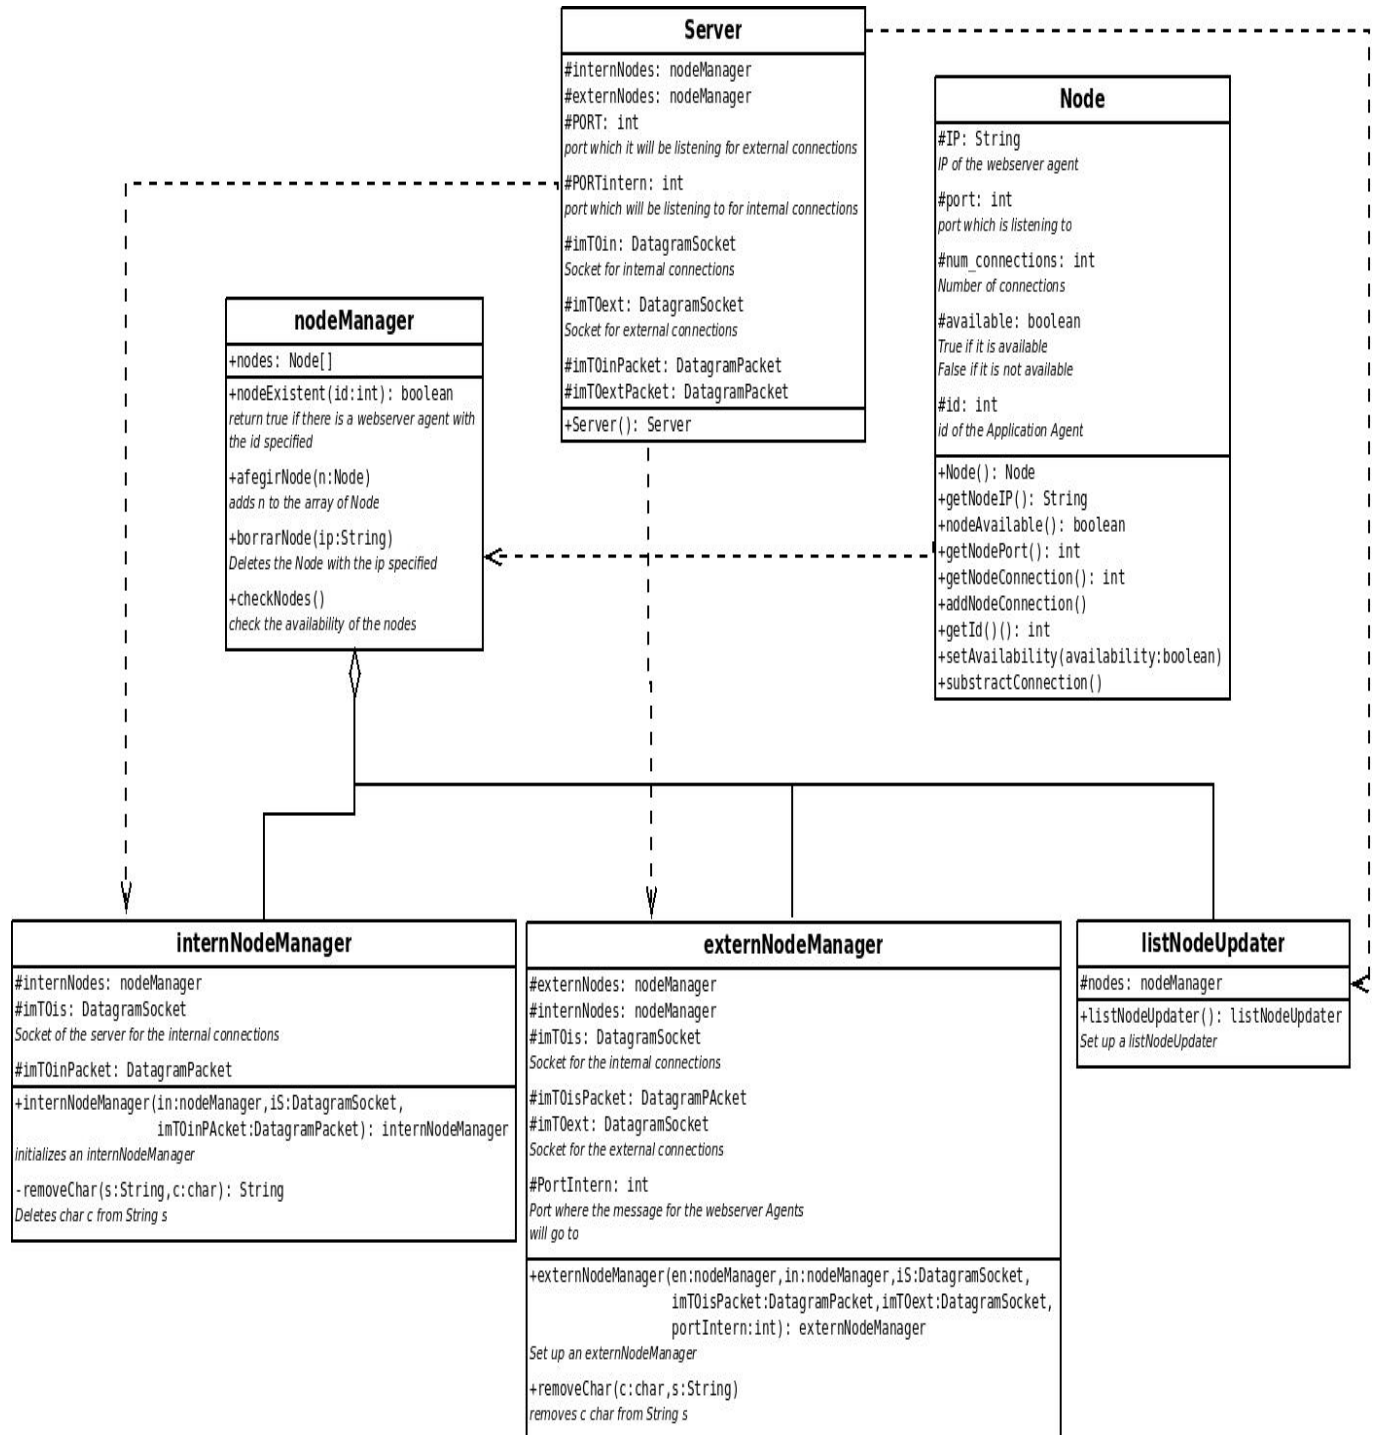 Server
#internNodes: nodeManager
#externNodes: nodeManager
#PORT: int
port which it will be listening for external connections
#PORTintern: int
port which will be listening to for internal connections
#imTOin: DatagramSocket
Socket for internal connections
#imTOext: DatagramSocket
Socket for external connections
#imTOinPacket: DatagramPacket
#imTOextPacket: DatagramPacket
+Server(): Server
Node
#IP: String
IP of the webserver agent
#port: int
port which is listening to
#num_connections: int
Number of connections
#available: boolean
True if it is available
False if it is not available
#id: int
id of the Application Agent
+Node(): Node
+getNodeIP(): String
+nodeAvailable(): boolean
+getNodePort(): int
+getNodeConnection(): int
+addNodeConnection()
+getId()(): int
+setAvailability(availability:boolean)
+substractConnection()
nodeManager
+nodes: Node[]
+nodeExistent(id:int): boolean
return true if there is a webserver agent with
the id specified
+afegirNode(n:Node)
adds n to the array of Node
+borrarNode(ip:String)
Deletes the Node with the ip specified
+checkNodes()
check the availability of the nodes
internNodeManager
#internNodes: nodeManager
#imTOis: DatagramSocket
Socket of the server for the internal connections
#imTOinPacket: DatagramPacket
+internNodeManager(in:nodeManager,iS:DatagramSocket,
imTOinPAcket:DatagramPacket): internNodeManager
initializes an internNodeManager
-removeChar(s:String,c:char): String
Deletes char c from String s
externNodeManager
#externNodes: nodeManager
#internNodes: nodeManager
#imTOis: DatagramSocket
Socket for the internal connections
#imTOisPacket: DatagramPAcket
#imTOext: DatagramSocket
Socket for the external connections
#PortIntern: int
Port where the message for the webserver Agents
will go to
+externNodeManager(en:nodeManager,in:nodeManager,iS:DatagramSocket,
imTOisPacket:DatagramPacket,imTOext:DatagramSocket,
portIntern:int): externNodeManager
Set up an externNodeManager
+removeChar(c:char,s:String)
removes c char from String s
listNodeUpdater
#nodes: nodeManager
+listNodeUpdater(): listNodeUpdater
Set up a listNodeUpdater